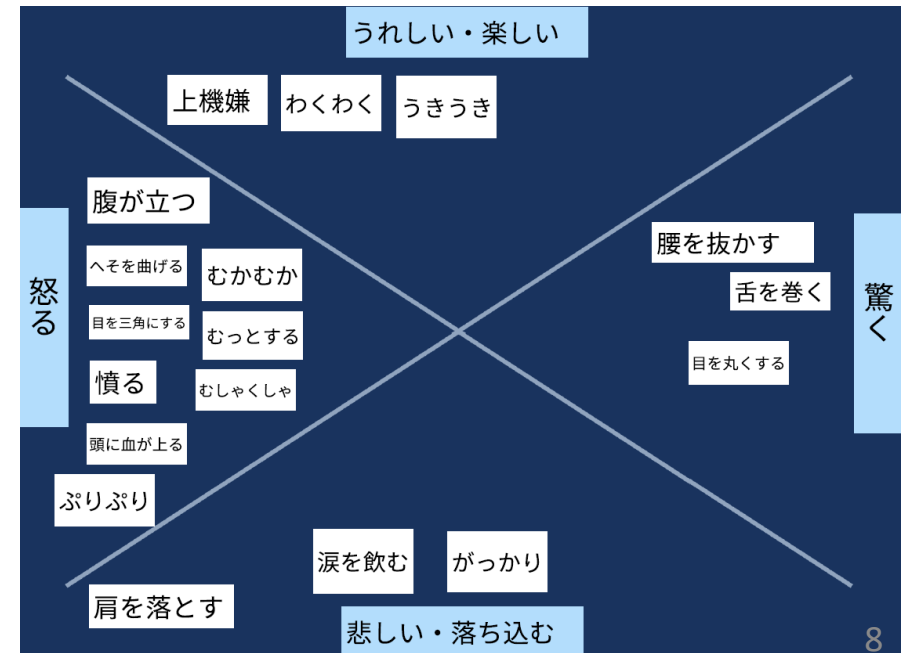 うれしい・楽しい
上機嫌
わくわく
うきうき
怒る
腹が立つ
へそを曲げる
むかむか
目を三角にする
むっとする
憤る
むしゃくしゃ
頭に血が上る
ぷりぷり
驚く
腰を抜かす
舌を巻く
目を丸くする
涙を飲む
がっかり
肩を落とす
悲しい・落ち込む
8